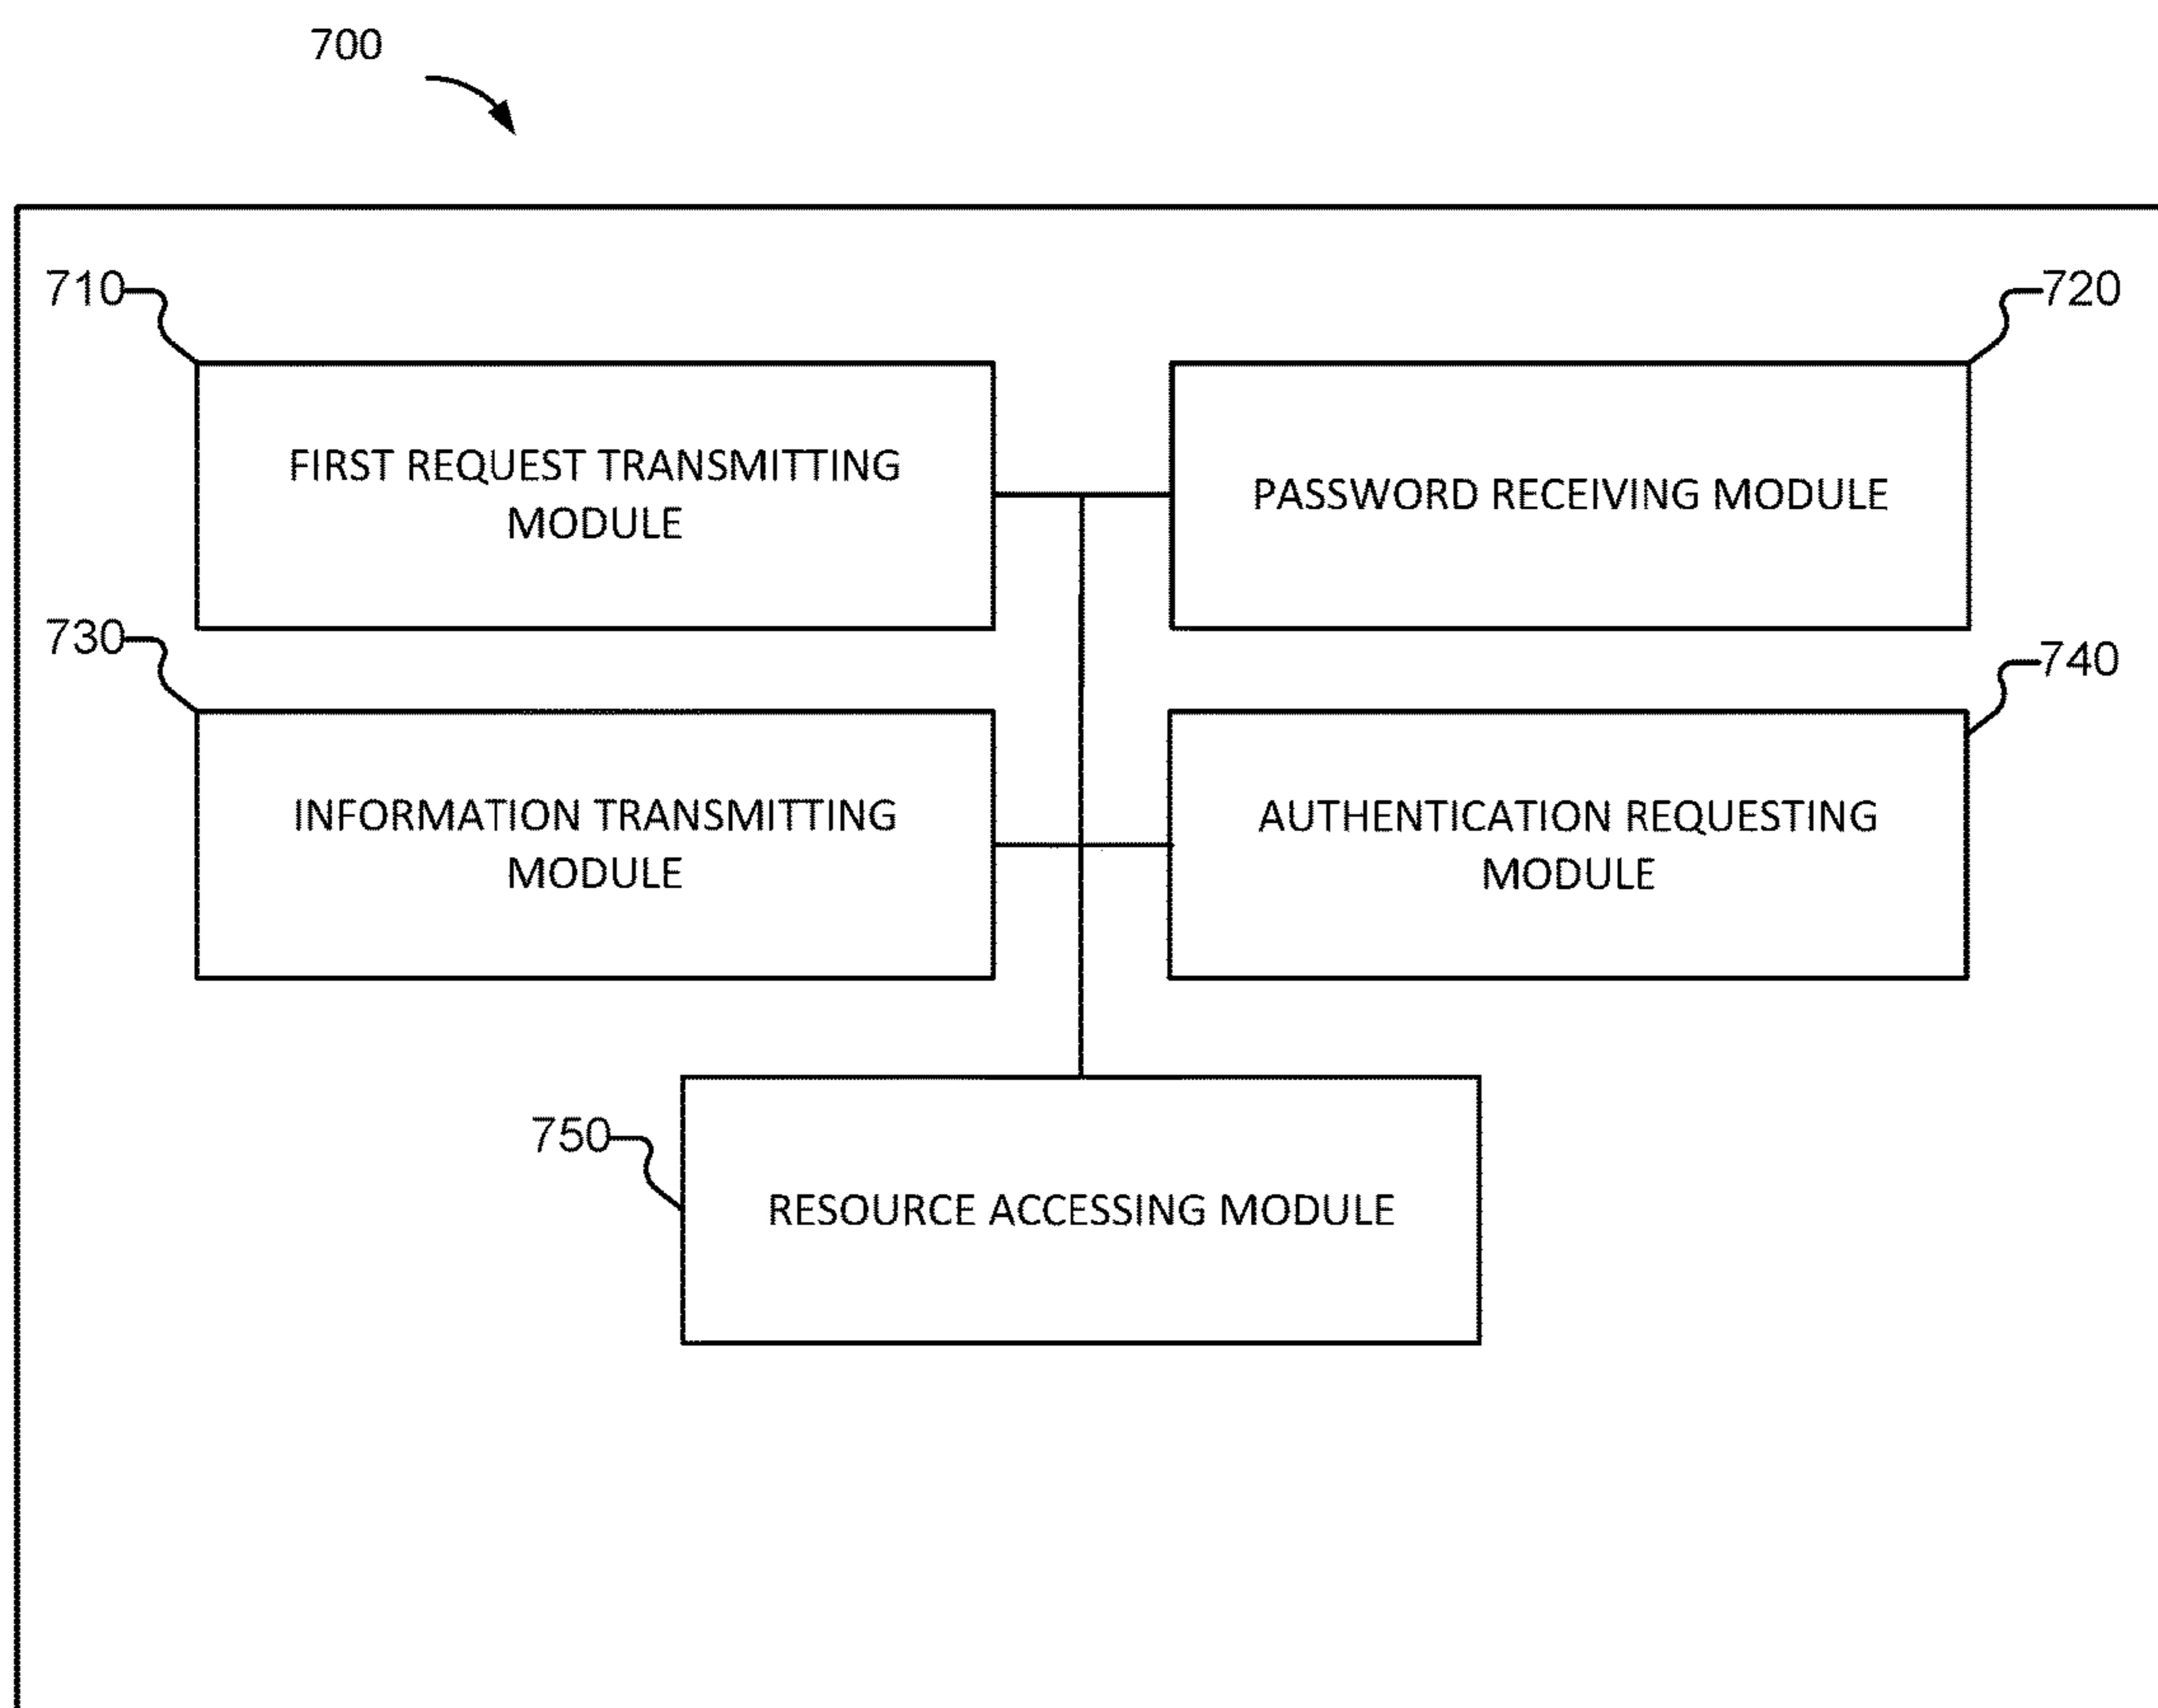 700
710
720
FIRST REQUEST TRANSMITTING
MODULE
PASSWORD RECEIVING MODULE
730
740
INFORMATION TRANSMITTING
MODULE
AUTHENTICATION REQUESTING
MODULE
750
RESOURCE ACCESSING MODULE